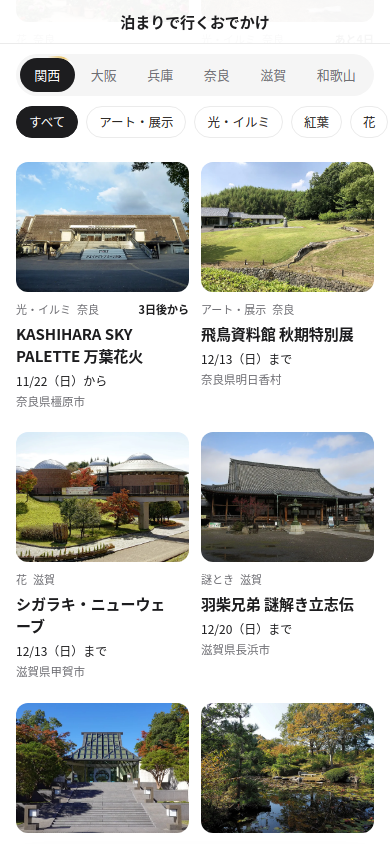 泊まりで行くおでかけ
関西 大阪 兵庫 奈良 滋賀 和歌山
すべて アート・展示 光・イルミ 紅葉 花
光・イルミ 奈良 3日後から
KASHIHARA SKY
PALETTE 万葉花火
11/22（日）から
奈良県橿原市
アート・展示 奈良
飛鳥資料館 秋期特別展
12/13（日）まで
奈良県明日香村
花 滋賀
シガラキ・ニューウェ
ーブ
12/13（日）まで
滋賀県甲賀市
謎とき 滋賀
羽柴兄弟 謎解き立志伝
12/20（日）まで
滋賀県長浜市